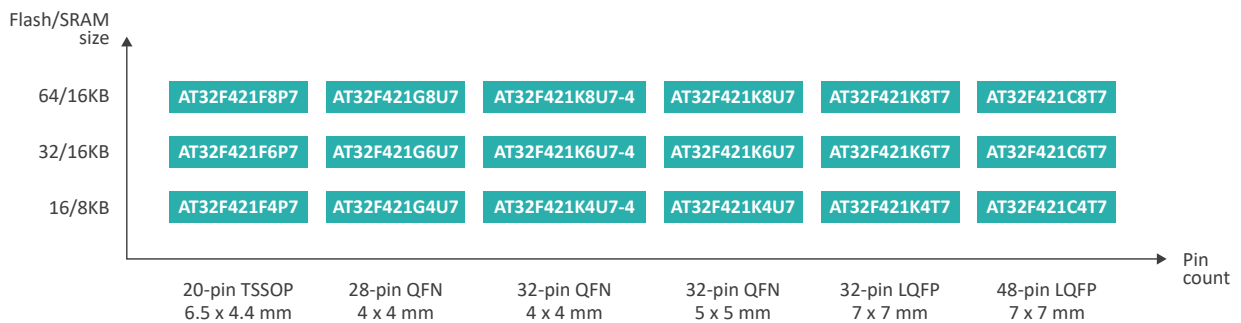 Flash/SRAM
size
64/16KB
AT32F421F8P7 AT32F421G8U7 AT32F421K8U7-4 AT32F421K8U7 AT32F421K8T7 AT32F421C8T7
32/16KB
AT32F421F6P7 AT32F421G6U7 AT32F421K6U7-4 AT32F421K6U7 AT32F421K6T7 AT32F421C6T7
16/8KB
AT32F421F4P7 AT32F421G4U7 AT32F421K4U7-4 AT32F421K4U7 AT32F421K4T7 AT32F421C4T7
Pin
count
20-pin TSSOP 28-pin QFN 32-pin QFN 32-pin QFN 32-pin LQFP 48-pin LQFP
6.5 x 4.4 mm 4 x 4 mm 4 x 4 mm 5 x 5 mm 7 x 7 mm 7 x 7 mm